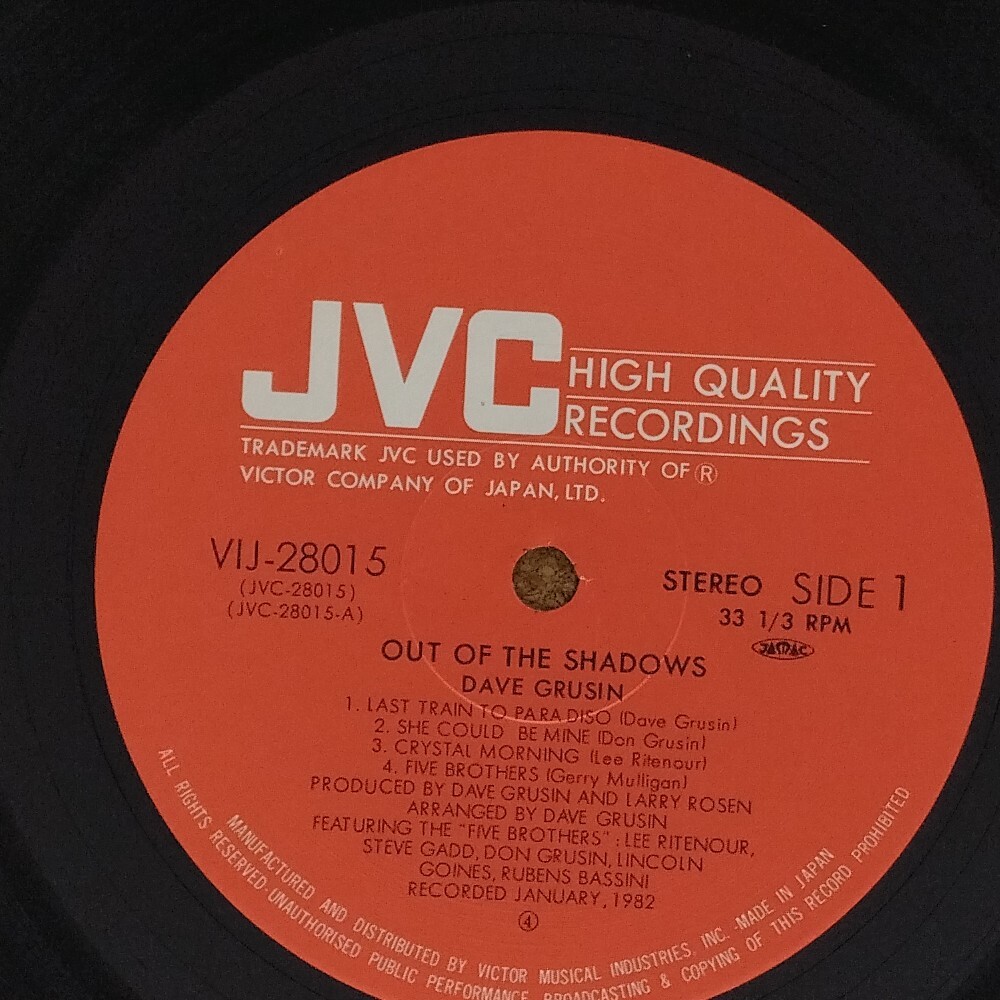 JVC
HIGH QUALITY
RECORDINGS
TRADEMARK JVC USED BY AUTHORITY OF Ⓡ
VICTOR COMPANY OF JAPAN, LTD.
VIJ-28015
(JVC-28015)
(JVC-28015-A)
STEREO SIDE 1
33 1/3 RPM
JASRAC
OUT OF THE SHADOWS
DAVE GRUSIN
1. LAST TRAIN TO PARADISO (Dave Grusin)
2. SHE COULD BE MINE (Don Grusin)
3. CRYSTAL MORNING (Lee Ritenour)
4. FIVE BROTHERS (Gerry Mulligan)
PRODUCED BY DAVE GRUSIN AND LARRY ROSEN
ARRANGED BY DAVE GRUSIN
FEATURING THE "FIVE BROTHERS" : LEE RITENOUR,
STEVE GADD, DON GRUSIN, LINCOLN
GOINES, RUBENS BASSINI
RECORDED JANUARY, 1982
④
MANUFACTURED AND DISTRIBUTED BY VICTOR MUSICAL INDUSTRIES, INC. -MADE IN JAPAN
ALL RIGHTS RESERVED-UNAUTHORISED PUBLIC PERFORMANCE, BROADCASTING & COPYING OF THIS RECORD PROHIBITED